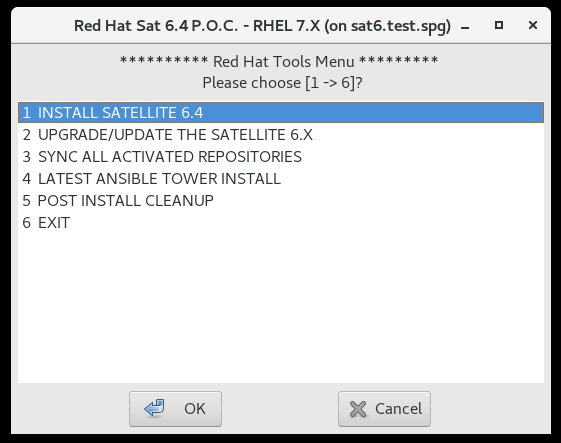 Red Hat Sat 6.4 P.O.C. - RHEL 7.X (on sat6.test.spg)
********** Red Hat Tools Menu *********
Please choose [1 -> 6]?
1 INSTALL SATELLITE 6.4
2 UPGRADE/UPDATE THE SATELLITE 6.X
3 SYNC ALL ACTIVATED REPOSITORIES
4 LATEST ANSIBLE TOWER INSTALL
5 POST INSTALL CLEANUP
6 EXIT
OK Cancel